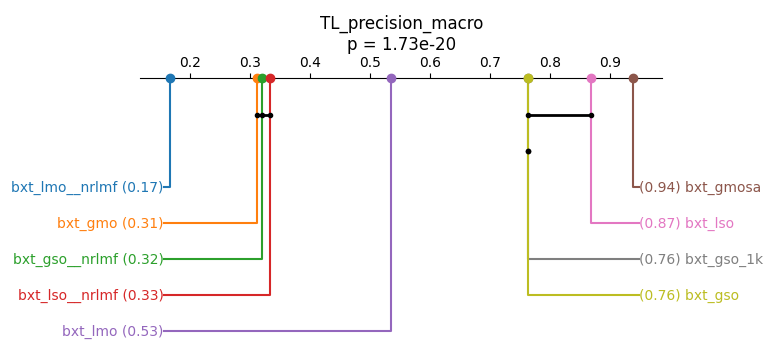 TL_precision_macro
p = 1.73e-20
0.2 0.3 0.4 0.5 0.6 0.7 0.8 0.9
bxt_lmo__nrlmf (0.17)
(0.94) bxt_gmosa
bxt_gmo (0.31)
(0.87) bxt_lso
bxt_gso__nrlmf (0.32)
(0.76) bxt_gso_1k
bxt_lso__nrlmf (0.33)
(0.76) bxt_gso
bxt_lmo (0.53)